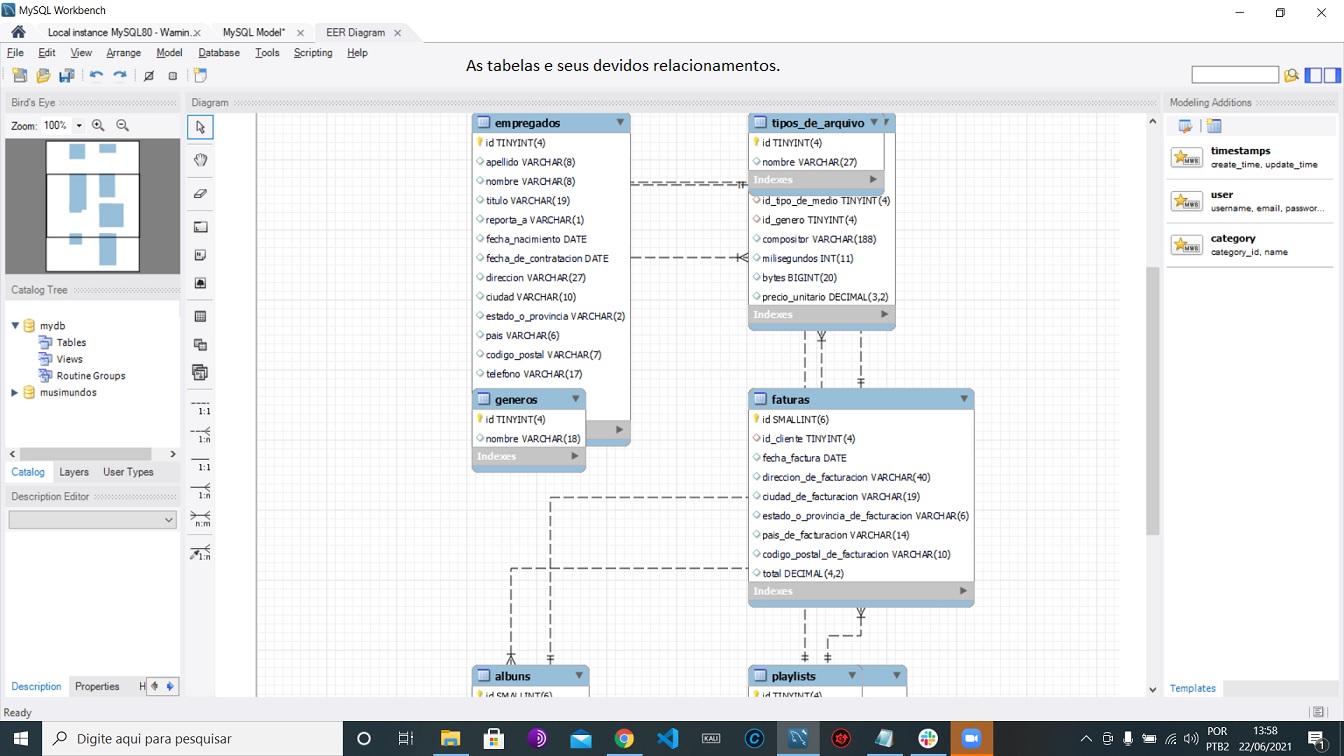 MySQL Workbench
Local instance MySQL80 - Warnin...
MySQL Model*
EER Diagram
File Edit View Arrange Model Database Tools Scripting Help
As tabelas e seus devidos relacionamentos.
Bird's Eye
Diagram
Modeling Additions
Zoom: 100%
timestamps
create_time, update_time
user
username, email, passwor...
category
category_id, name
empregados
id TINYINT(4)
apellido VARCHAR(8)
nombre VARCHAR(8)
titulo VARCHAR(19)
reporta_a VARCHAR(1)
fecha_nacimiento DATE
fecha_de_contratacion DATE
direccion VARCHAR(27)
ciudad VARCHAR(10)
estado_o_provincia VARCHAR(2)
pais VARCHAR(6)
codigo_postal VARCHAR(7)
telefono VARCHAR(17)
generos
id TINYINT(4)
nombre VARCHAR(18)
Indexes
tipos_de_arquivo
id TINYINT(4)
nombre VARCHAR(27)
Indexes
id_tipo_de_medio TINYINT(4)
id_genero TINYINT(4)
compositor VARCHAR(188)
milisegundos INT(11)
bytes BIGINT(20)
precio_unitario DECIMAL(3,2)
Indexes
faturas
id SMALLINT(6)
id_cliente TINYINT(4)
fecha_factura DATE
direccion_de_facturacion VARCHAR(40)
ciudad_de_facturacion VARCHAR(19)
estado_o_provincia_de_facturacion VARCHAR(6)
pais_de_facturacion VARCHAR(14)
codigo_postal_de_facturacion VARCHAR(10)
total DECIMAL(4,2)
Indexes
albuns
id SMALLINT(6)
playlists
id TINYINT(4)
Catalog Tree
mydb
Tables
Views
Routine Groups
musimundos
Catalog Layers User Types
Description Editor
Description Properties H
1:1
1:n
1:1
1:n
n:m
1:n
Templates
Ready
Digite aqui para pesquisar
KALI
POR
PTB2
13:58
22/06/2021
1